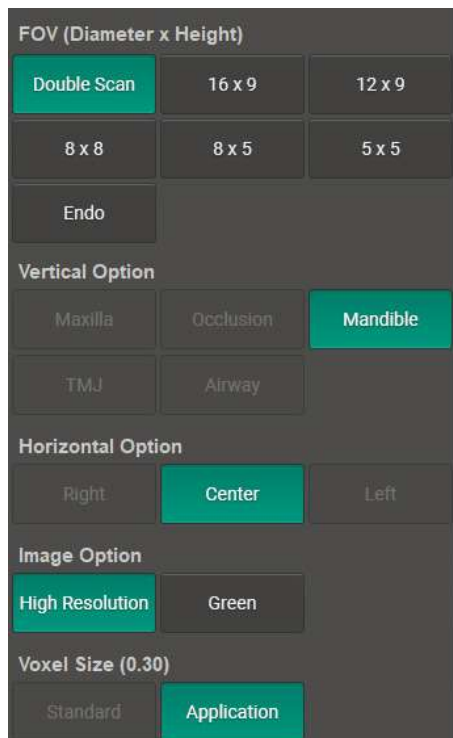 FOV (Diameter x Height)
Double Scan 16 x 9 12 x 9
8 x 8 8 x 5 5 x 5
Endo
Vertical Option
Maxilla Occlusion Mandible
TMJ Airway
Horizontal Option
Right Center Left
Image Option
High Resolution Green
Voxel Size (0.30)
Standard Application